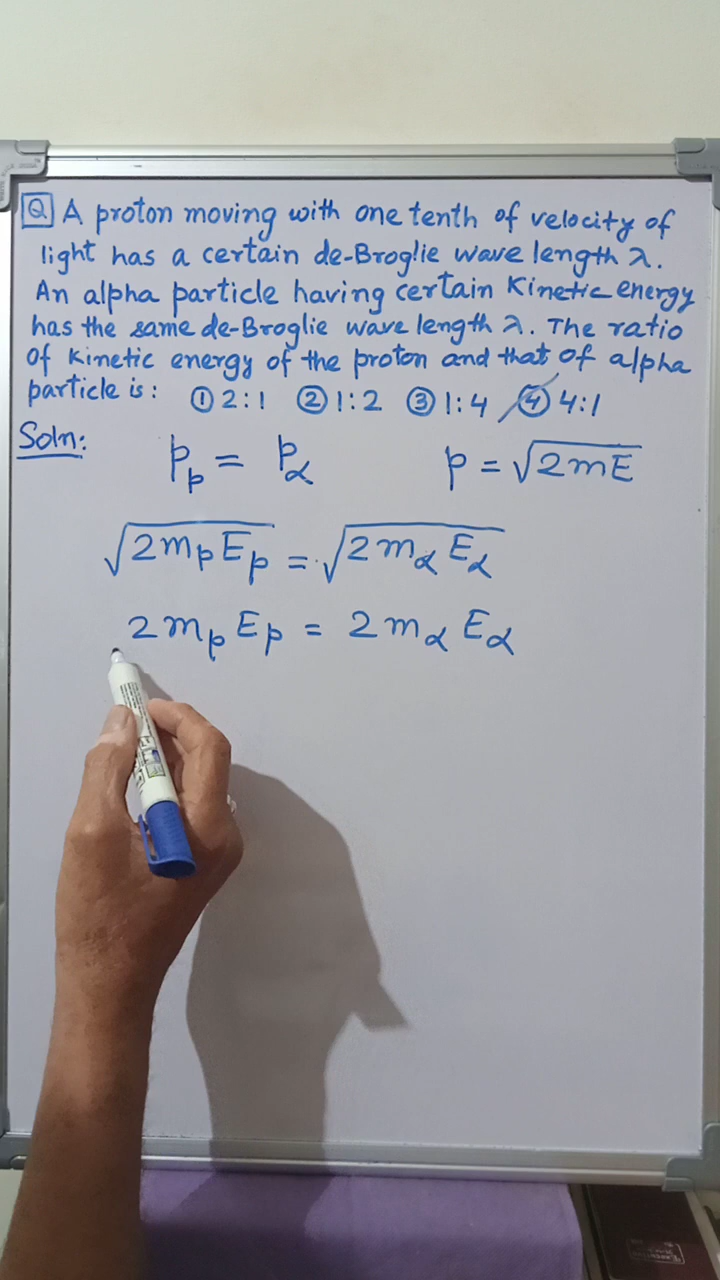 Q A proton moving with one tenth of velocity of
light has a certain de-Broglie wave length λ.
An alpha particle having certain Kinetic energy
has the same de-Broglie wave length λ. The ratio
of Kinetic energy of the proton and that of alpha
particle is: ① 2:1 ② 1:2 ③ 1:4 ④ 4:1
Soln:
pₚ = p_α p = √(2mE)
√(2mₚEₚ) = √(2m_αE_α)
2mₚEₚ = 2m_αE_α